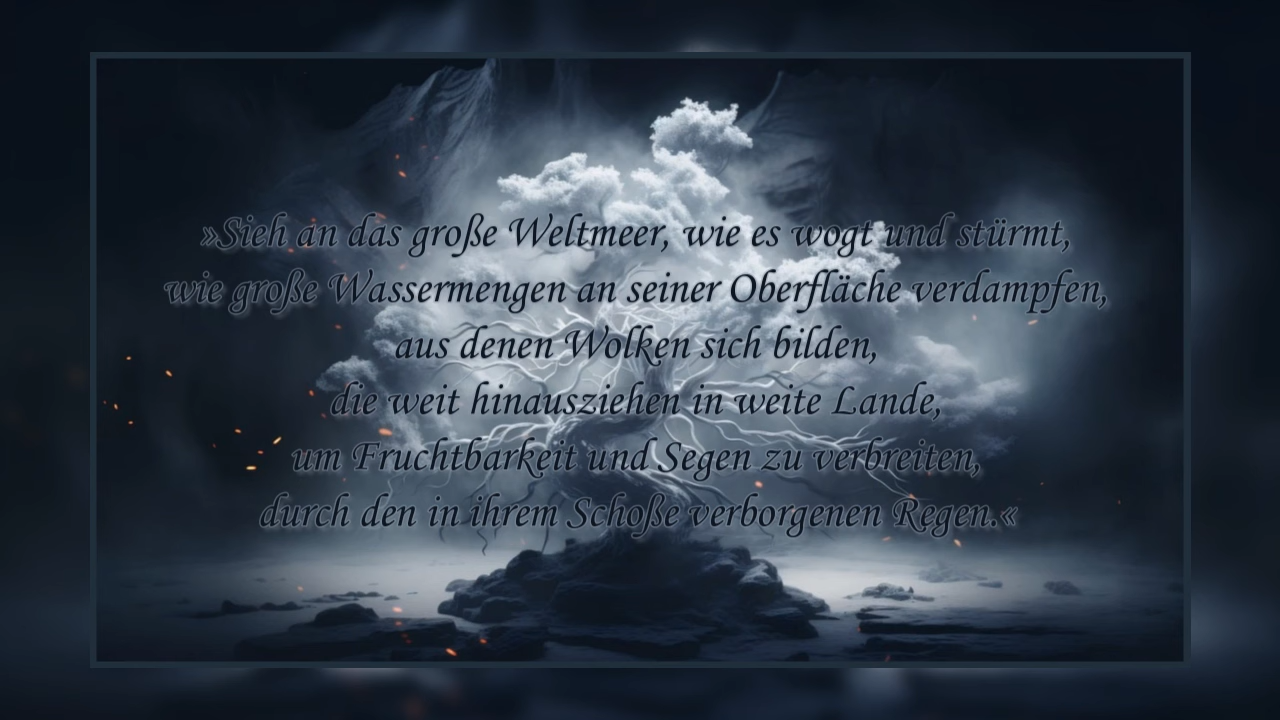 »Sieh an das große Weltmeer, wie es wogt und stürmt,
wie große Wassermengen an seiner Oberfläche verdampfen,
aus denen Wolken sich bilden,
die weit hinausziehen in weite Lande,
um Fruchtbarkeit und Segen zu verbreiten,
durch den in ihrem Schoße verborgenen Regen.«